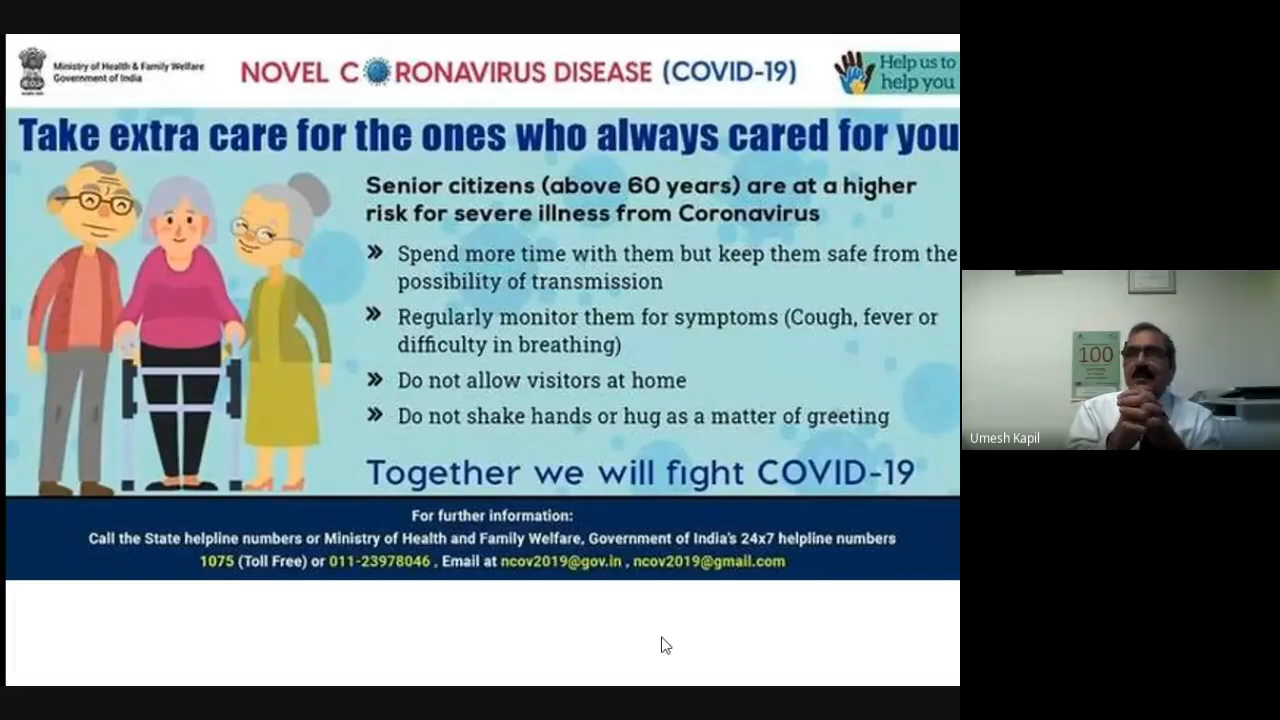 Ministry of Health & Family Welfare
Government of India
NOVEL CORONAVIRUS DISEASE (COVID-19)
Help us to
help you
Take extra care for the ones who always cared for you
Senior citizens (above 60 years) are at a higher
risk for severe illness from Coronavirus
» Spend more time with them but keep them safe from the
possibility of transmission
» Regularly monitor them for symptoms (Cough, fever or
difficulty in breathing)
» Do not allow visitors at home
» Do not shake hands or hug as a matter of greeting
Together we will fight COVID-19
For further information:
Call the State helpline numbers or Ministry of Health and Family Welfare, Government of India's 24x7 helpline numbers
1075 (Toll Free) or 011-23978046 , Email at ncov2019@gov.in , ncov2019@gmail.com
100
Umesh Kapil